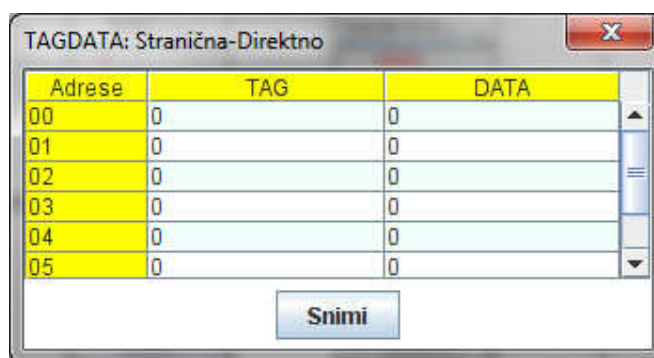 TAGDATA: Stranična-Direktno
Adrese TAG DATA
00 0 0
01 0 0
02 0 0
03 0 0
04 0 0
05 0 0
Snimi